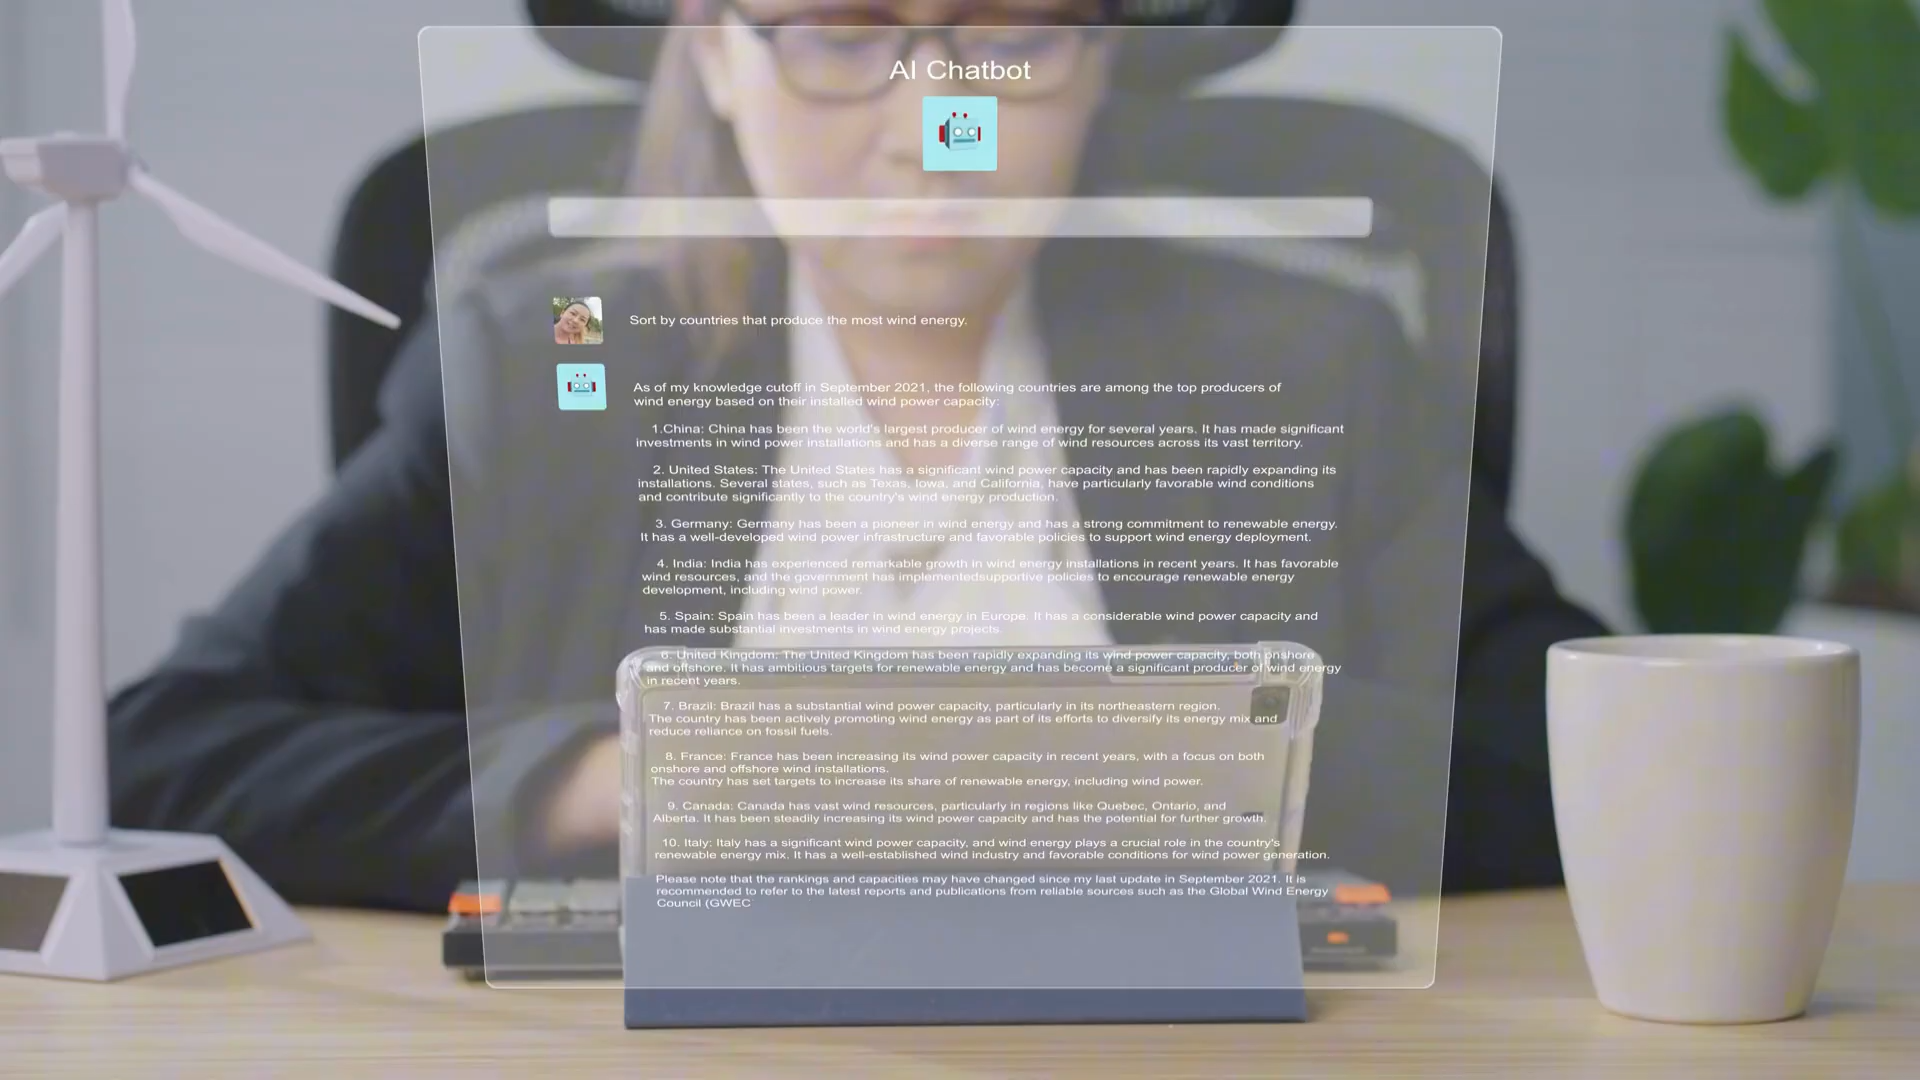 AI Chatbot
Sort by countries that produce the most wind energy.
As of my knowledge cutoff in September 2021, the following countries are among the top producers of
wind energy based on their installed wind power capacity:
1.China: China has been the world's largest producer of wind energy for several years. It has made significant
investments in wind power installations and has a diverse range of wind resources across its vast territory.
2. United States: The United States has a significant wind power capacity and has been rapidly expanding its
installations. Several states, such as Texas, Iowa, and California, have particularly favorable wind conditions
and contribute significantly to the country's wind energy production.
3. Germany: Germany has been a pioneer in wind energy and has a strong commitment to renewable energy.
It has a well-developed wind power infrastructure and favorable policies to support wind energy deployment.
4. India: India has experienced remarkable growth in wind energy installations in recent years. It has favorable
wind resources, and the government has implementedsupportive policies to encourage renewable energy
development, including wind power.
5. Spain: Spain has been a leader in wind energy in Europe. It has a considerable wind power capacity and
has made substantial investments in wind energy projects.
6. United Kingdom: The United Kingdom has been rapidly expanding its wind power capacity, both onshore
and offshore. It has ambitious targets for renewable energy and has become a significant producer of wind energy
in recent years.
7. Brazil: Brazil has a substantial wind power capacity, particularly in its northeastern region.
The country has been actively promoting wind energy as part of its efforts to diversify its energy mix and
reduce reliance on fossil fuels.
8. France: France has been increasing its wind power capacity in recent years, with a focus on both
onshore and offshore wind installations.
The country has set targets to increase its share of renewable energy, including wind power.
9. Canada: Canada has vast wind resources, particularly in regions like Quebec, Ontario, and
Alberta. It has been steadily increasing its wind power capacity and has the potential for further growth.
10. Italy: Italy has a significant wind power capacity, and wind energy plays a crucial role in the country's
renewable energy mix. It has a well-established wind industry and favorable conditions for wind power generation.
Please note that the rankings and capacities may have changed since my last update in September 2021. It is
recommended to refer to the latest reports and publications from reliable sources such as the Global Wind Energy
Council (GWEC